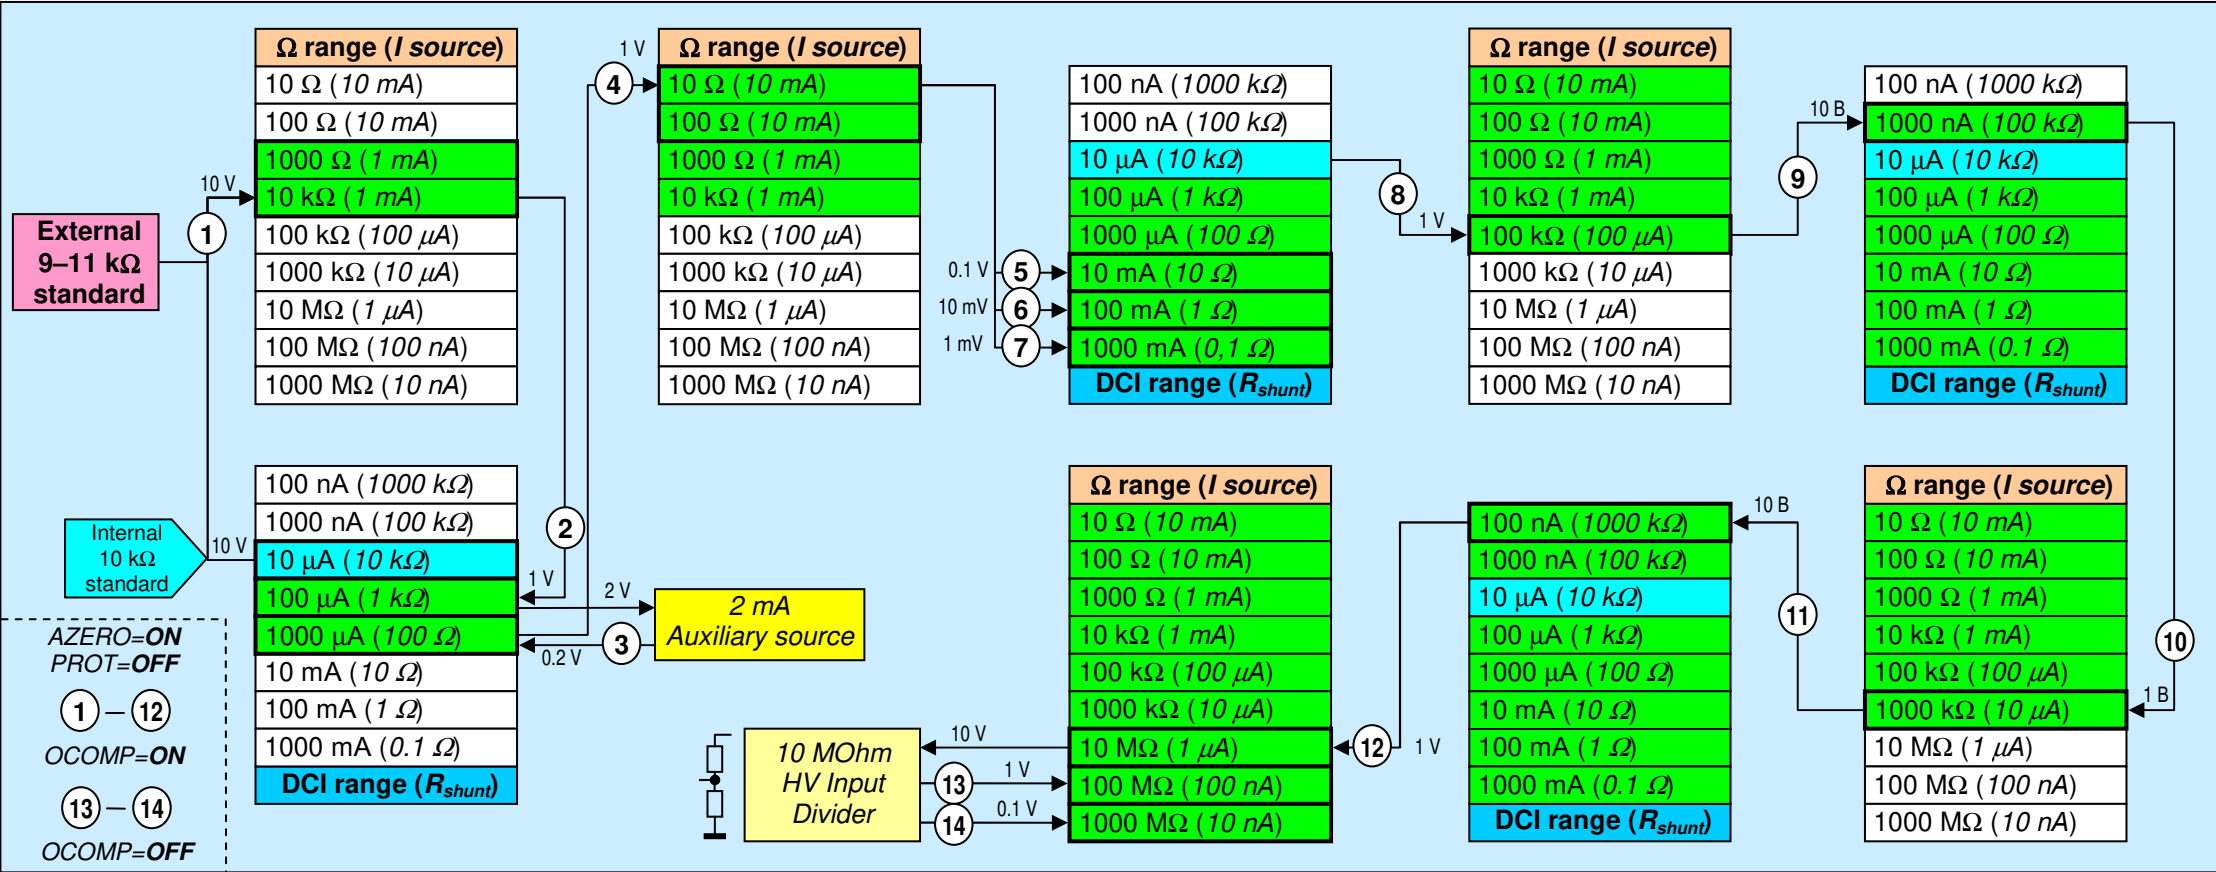 External
9–11 kΩ
standard
1
10 V
Ω range (I source)
10 Ω (10 mA)
100 Ω (10 mA)
1000 Ω (1 mA)
10 kΩ (1 mA)
100 kΩ (100 µA)
1000 kΩ (10 µA)
10 MΩ (1 µA)
100 MΩ (100 nA)
1000 MΩ (10 nA)
Internal
10 kΩ
standard
10 V
100 nA (1000 kΩ)
1000 nA (100 kΩ)
10 µA (10 kΩ)
100 µA (1 kΩ)
1000 µA (100 Ω)
10 mA (10 Ω)
100 mA (1 Ω)
1000 mA (0.1 Ω)
DCI range (Rshunt)
2
1 V
2 V
2 mA
Auxiliary source
3
0.2 V
4
1 V
Ω range (I source)
10 Ω (10 mA)
100 Ω (10 mA)
1000 Ω (1 mA)
10 kΩ (1 mA)
100 kΩ (100 µA)
1000 kΩ (10 µA)
10 MΩ (1 µA)
100 MΩ (100 nA)
1000 MΩ (10 nA)
0.1 V
5
10 mV
6
1 mV
7
100 nA (1000 kΩ)
1000 nA (100 kΩ)
10 µA (10 kΩ)
100 µA (1 kΩ)
1000 µA (100 Ω)
10 mA (10 Ω)
100 mA (1 Ω)
1000 mA (0,1 Ω)
DCI range (Rshunt)
8
1 V
Ω range (I source)
10 Ω (10 mA)
100 Ω (10 mA)
1000 Ω (1 mA)
10 kΩ (1 mA)
100 kΩ (100 µA)
1000 kΩ (10 µA)
10 MΩ (1 µA)
100 MΩ (100 nA)
1000 MΩ (10 nA)
9
10 В
100 nA (1000 kΩ)
1000 nA (100 kΩ)
10 µA (10 kΩ)
100 µA (1 kΩ)
1000 µA (100 Ω)
10 mA (10 Ω)
100 mA (1 Ω)
1000 mA (0.1 Ω)
DCI range (Rshunt)
10
1 В
Ω range (I source)
10 Ω (10 mA)
100 Ω (10 mA)
1000 Ω (1 mA)
10 kΩ (1 mA)
100 kΩ (100 µA)
1000 kΩ (10 µA)
10 MΩ (1 µA)
100 MΩ (100 nA)
1000 MΩ (10 nA)
11
10 В
100 nA (1000 kΩ)
1000 nA (100 kΩ)
10 µA (10 kΩ)
100 µA (1 kΩ)
1000 µA (100 Ω)
10 mA (10 Ω)
100 mA (1 Ω)
1000 mA (0.1 Ω)
DCI range (Rshunt)
12
1 V
Ω range (I source)
10 Ω (10 mA)
100 Ω (10 mA)
1000 Ω (1 mA)
10 kΩ (1 mA)
100 kΩ (100 µA)
1000 kΩ (10 µA)
10 MΩ (1 µA)
100 MΩ (100 nA)
1000 MΩ (10 nA)
10 V
13
1 V
14
0.1 V
10 MOhm
HV Input
Divider
AZERO=ON
PROT=OFF
1 – 12
OCOMP=ON
13 – 14
OCOMP=OFF